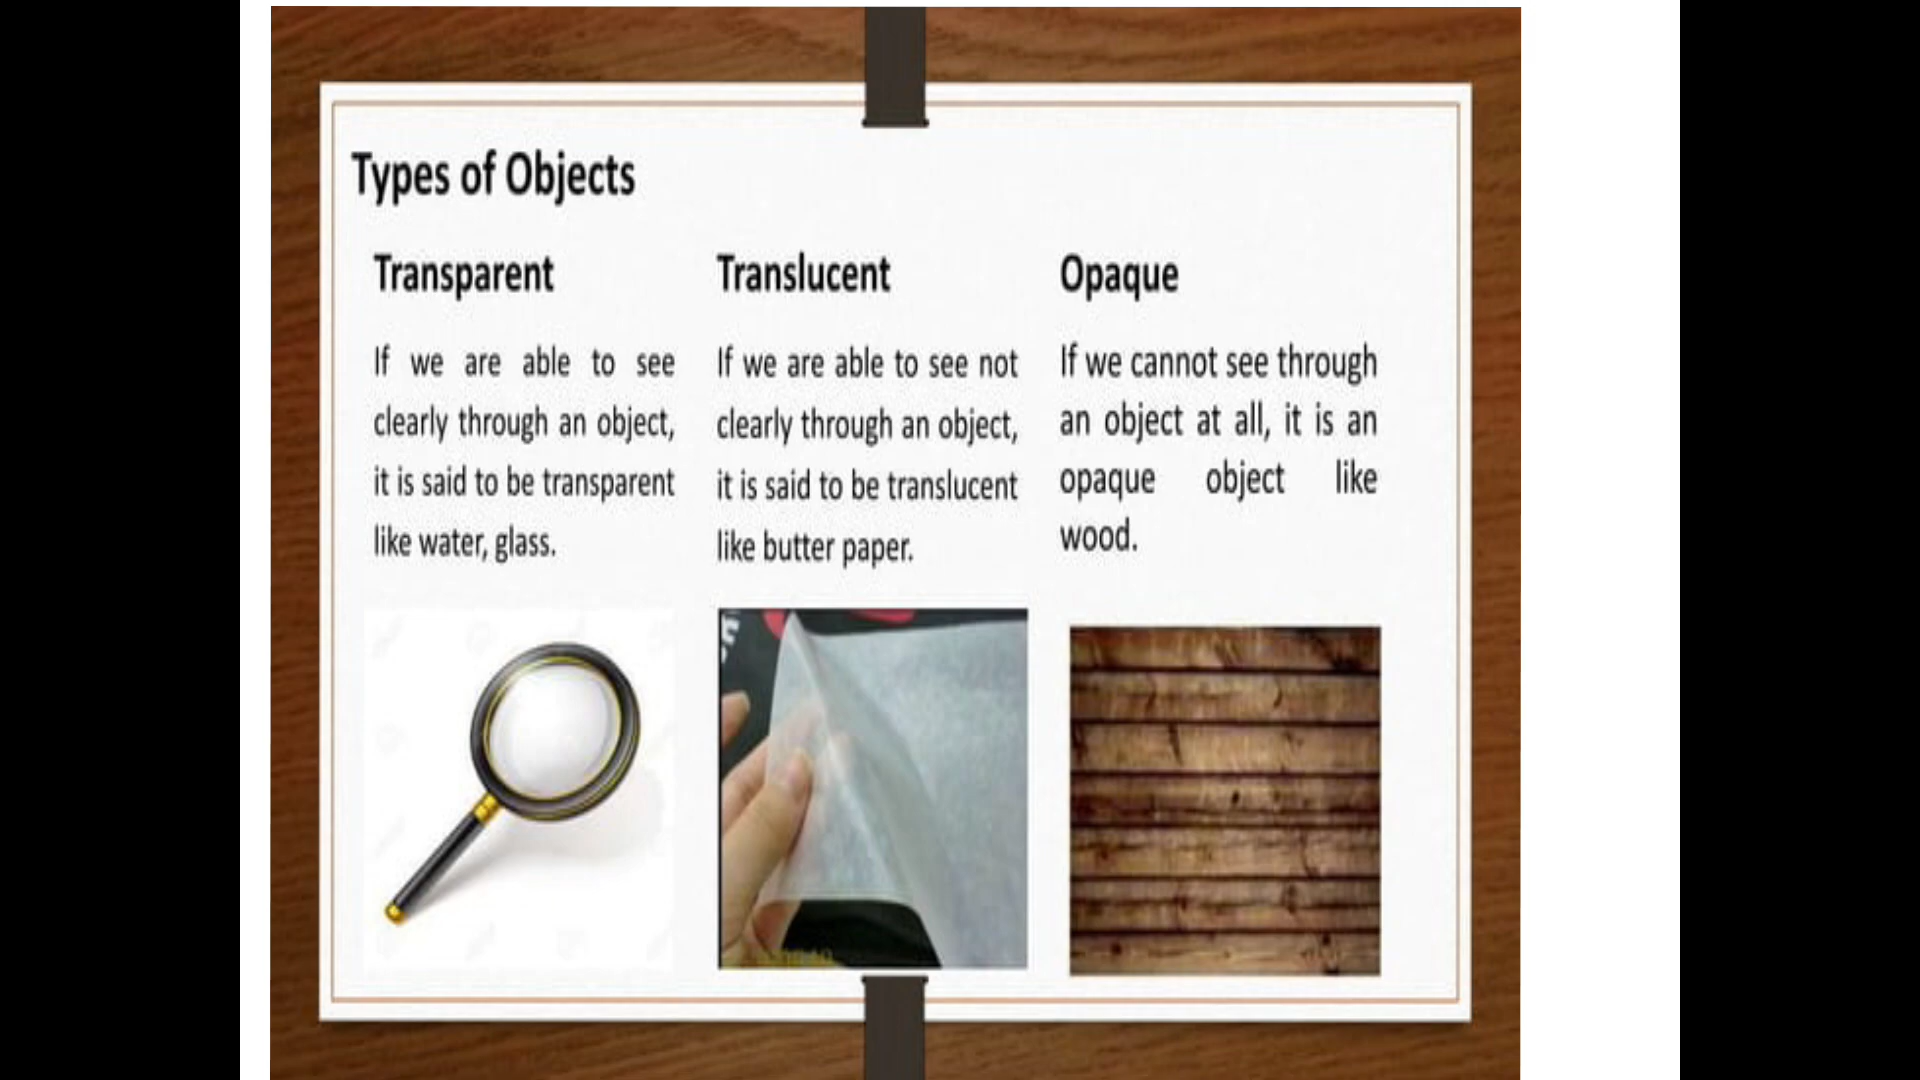 Types of Objects
Transparent
If we are able to see
clearly through an object,
it is said to be transparent
like water, glass.
Translucent
If we are able to see not
clearly through an object,
it is said to be translucent
like butter paper.
Opaque
If we cannot see through
an object at all, it is an
opaque object like
wood.